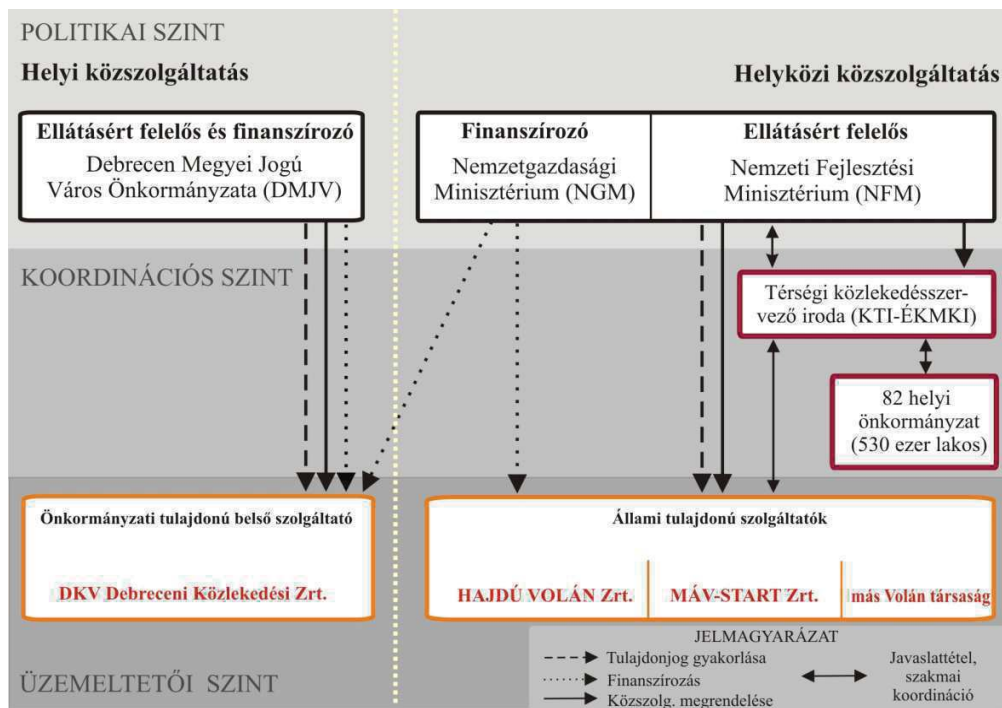 POLITIKAI SZINT
Helyi közszolgáltatás
Helyközi közszolgáltatás
Ellátásért felelős és finanszírozó
Debrecen Megyei Jogú
Város Önkormányzata (DMJV)
Finanszírozó
Nemzetgazdasági
Minisztérium (NGM)
Ellátásért felelős
Nemzeti Fejlesztési
Minisztérium (NFM)
KOORDINÁCIÓS SZINT
Térségi közlekedésszer-
vező iroda (KTI-ÉKMKI)
82 helyi
önkormányzat
(530 ezer lakos)
Önkormányzati tulajdonú belső szolgáltató
DKV Debreceni Közlekedési Zrt.
Állami tulajdonú szolgáltatók
HAJDÚ VOLÁN Zrt.
MÁV-START Zrt.
más Volán társaság
JELMAGYARÁZAT
Tulajdonjog gyakorlása
Finanszírozás
Közszolg. megrendelése
Javaslattétel,
szakmai
koordináció
ÜZEMELTETŐI SZINT